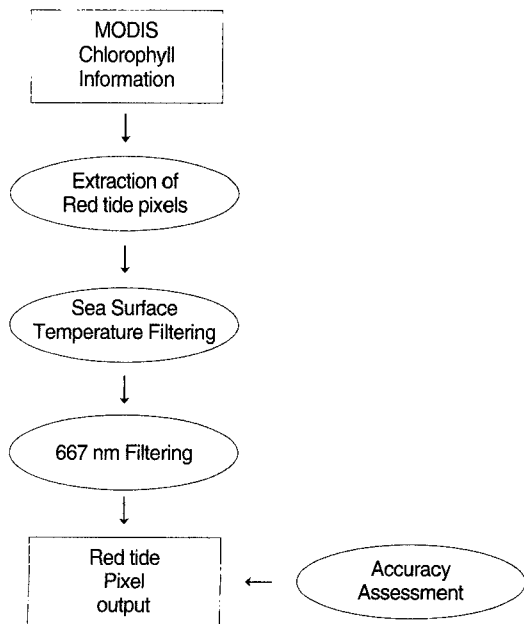 MODIS
Chlorophyll
Information
Extraction of
Red tide pixels
Sea Surface
Temperature Filtering
667 nm Filtering
Red tide
Pixel
output
Accuracy
Assessment